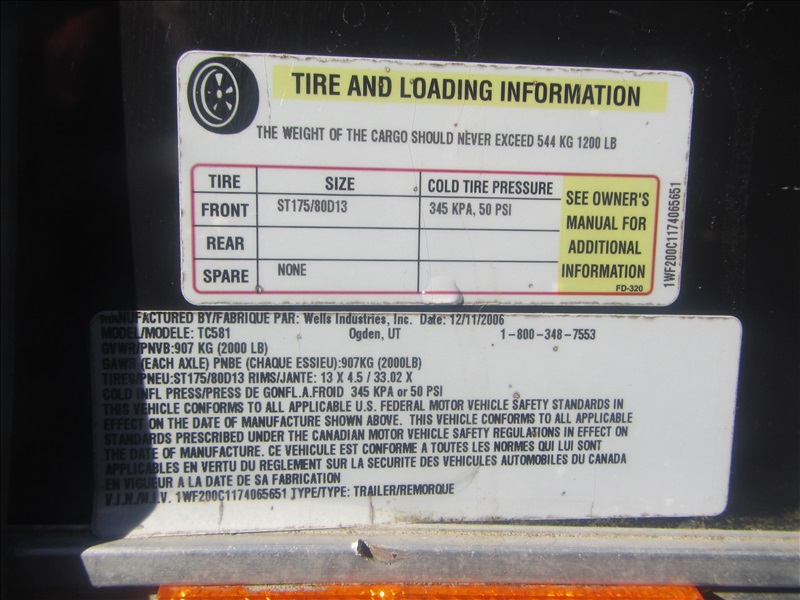 TIRE AND LOADING INFORMATION
THE WEIGHT OF THE CARGO SHOULD NEVER EXCEED 544 KG 1200 LB
TIRE SIZE COLD TIRE PRESSURE
FRONT ST175/80D13 345 KPA, 50 PSI
REAR
SPARE NONE
SEE OWNER'S
MANUAL FOR
ADDITIONAL
INFORMATION
FD-320
1WF200C1174065651
MANUFACTURED BY/FABRIQUE PAR: Wells Industries, Inc. Date: 12/11/2006
MODEL/MODELE: TC581 Ogden, UT 1-800-348-7553
GVWR/PNVB:907 KG (2000 LB)
GAWR (EACH AXLE) PNBE (CHAQUE ESSIEU):907KG (2000LB)
TIRES/PNEU:ST175/80D13 RIMS/JANTE: 13 X 4.5 / 33.02 X
COLD INFL PRESS/PRESS DE GONFL.A.FROID 345 KPA or 50 PSI
THIS VEHICLE CONFORMS TO ALL APPLICABLE U.S. FEDERAL MOTOR VEHICLE SAFETY STANDARDS IN
EFFECT ON THE DATE OF MANUFACTURE SHOWN ABOVE. THIS VEHICLE CONFORMS TO ALL APPLICABLE
STANDARDS PRESCRIBED UNDER THE CANADIAN MOTOR VEHICLE SAFETY REGULATIONS IN EFFECT ON
THE DATE OF MANUFACTURE. CE VEHICULE EST CONFORME A TOUTES LES NORMES QUI LUI SONT
APPLICABLES EN VERTU DU REGLEMENT SUR LA SECURITE DES VEHICULES AUTOMOBILES DU CANADA
EN VIGUEUR A LA DATE DE SA FABRICATION
V.I.N./N.I.V. 1WF200C1174065651 TYPE/TYPE: TRAILER/REMORQUE